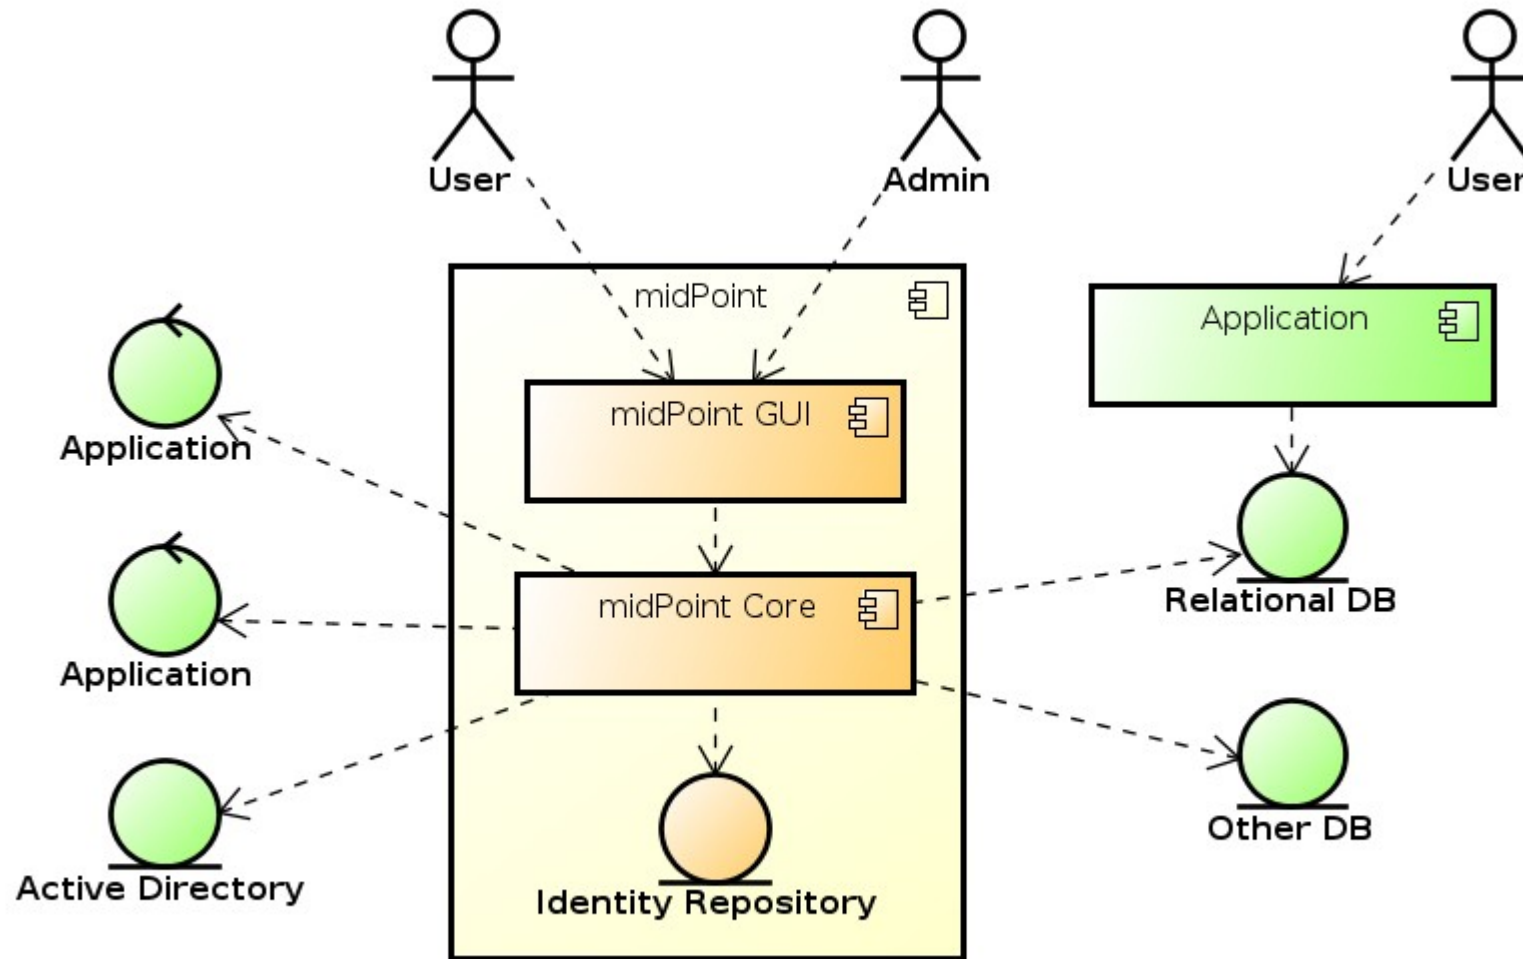 User
Admin
User
midPoint
Application
midPoint GUI
Application
midPoint Core
Relational DB
Application
Other DB
Active Directory
Identity Repository